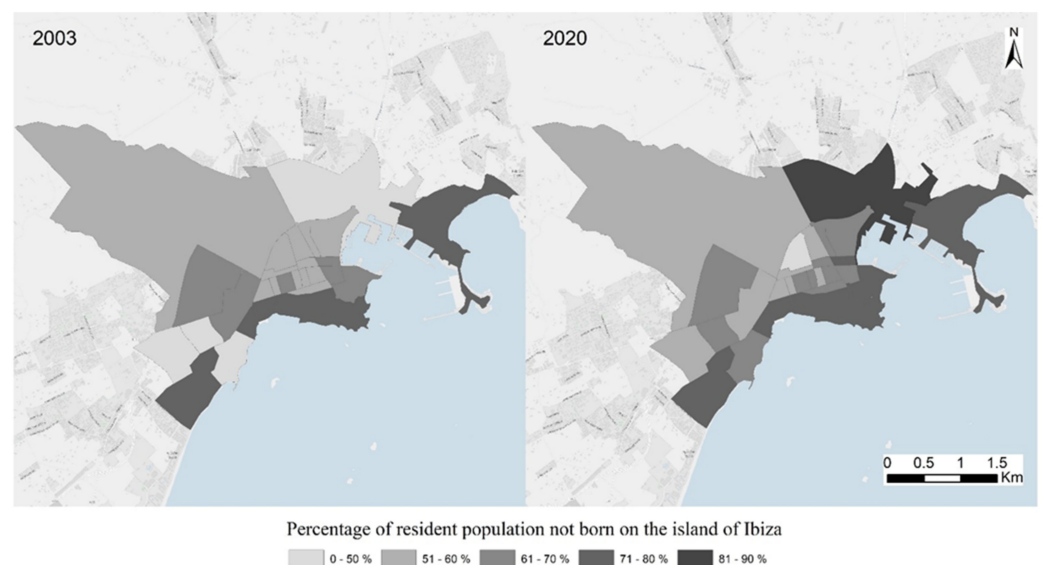 2003
2020
N
0 0.5 1 1.5
Km
Percentage of resident population not born on the island of Ibiza
0 - 50 % 51 - 60 % 61 - 70 % 71 - 80 % 81 - 90 %